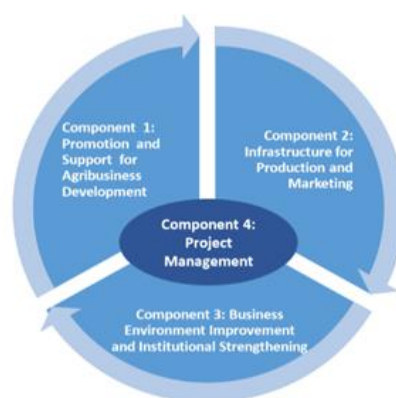 Component 1:
Promotion and
Support for
Agribusiness
Development
Component 2:
Infrastructure for
Production and
Marketing
Component 4:
Project
Management
Component 3: Business
Environment Improvement
and Institutional Strengthening